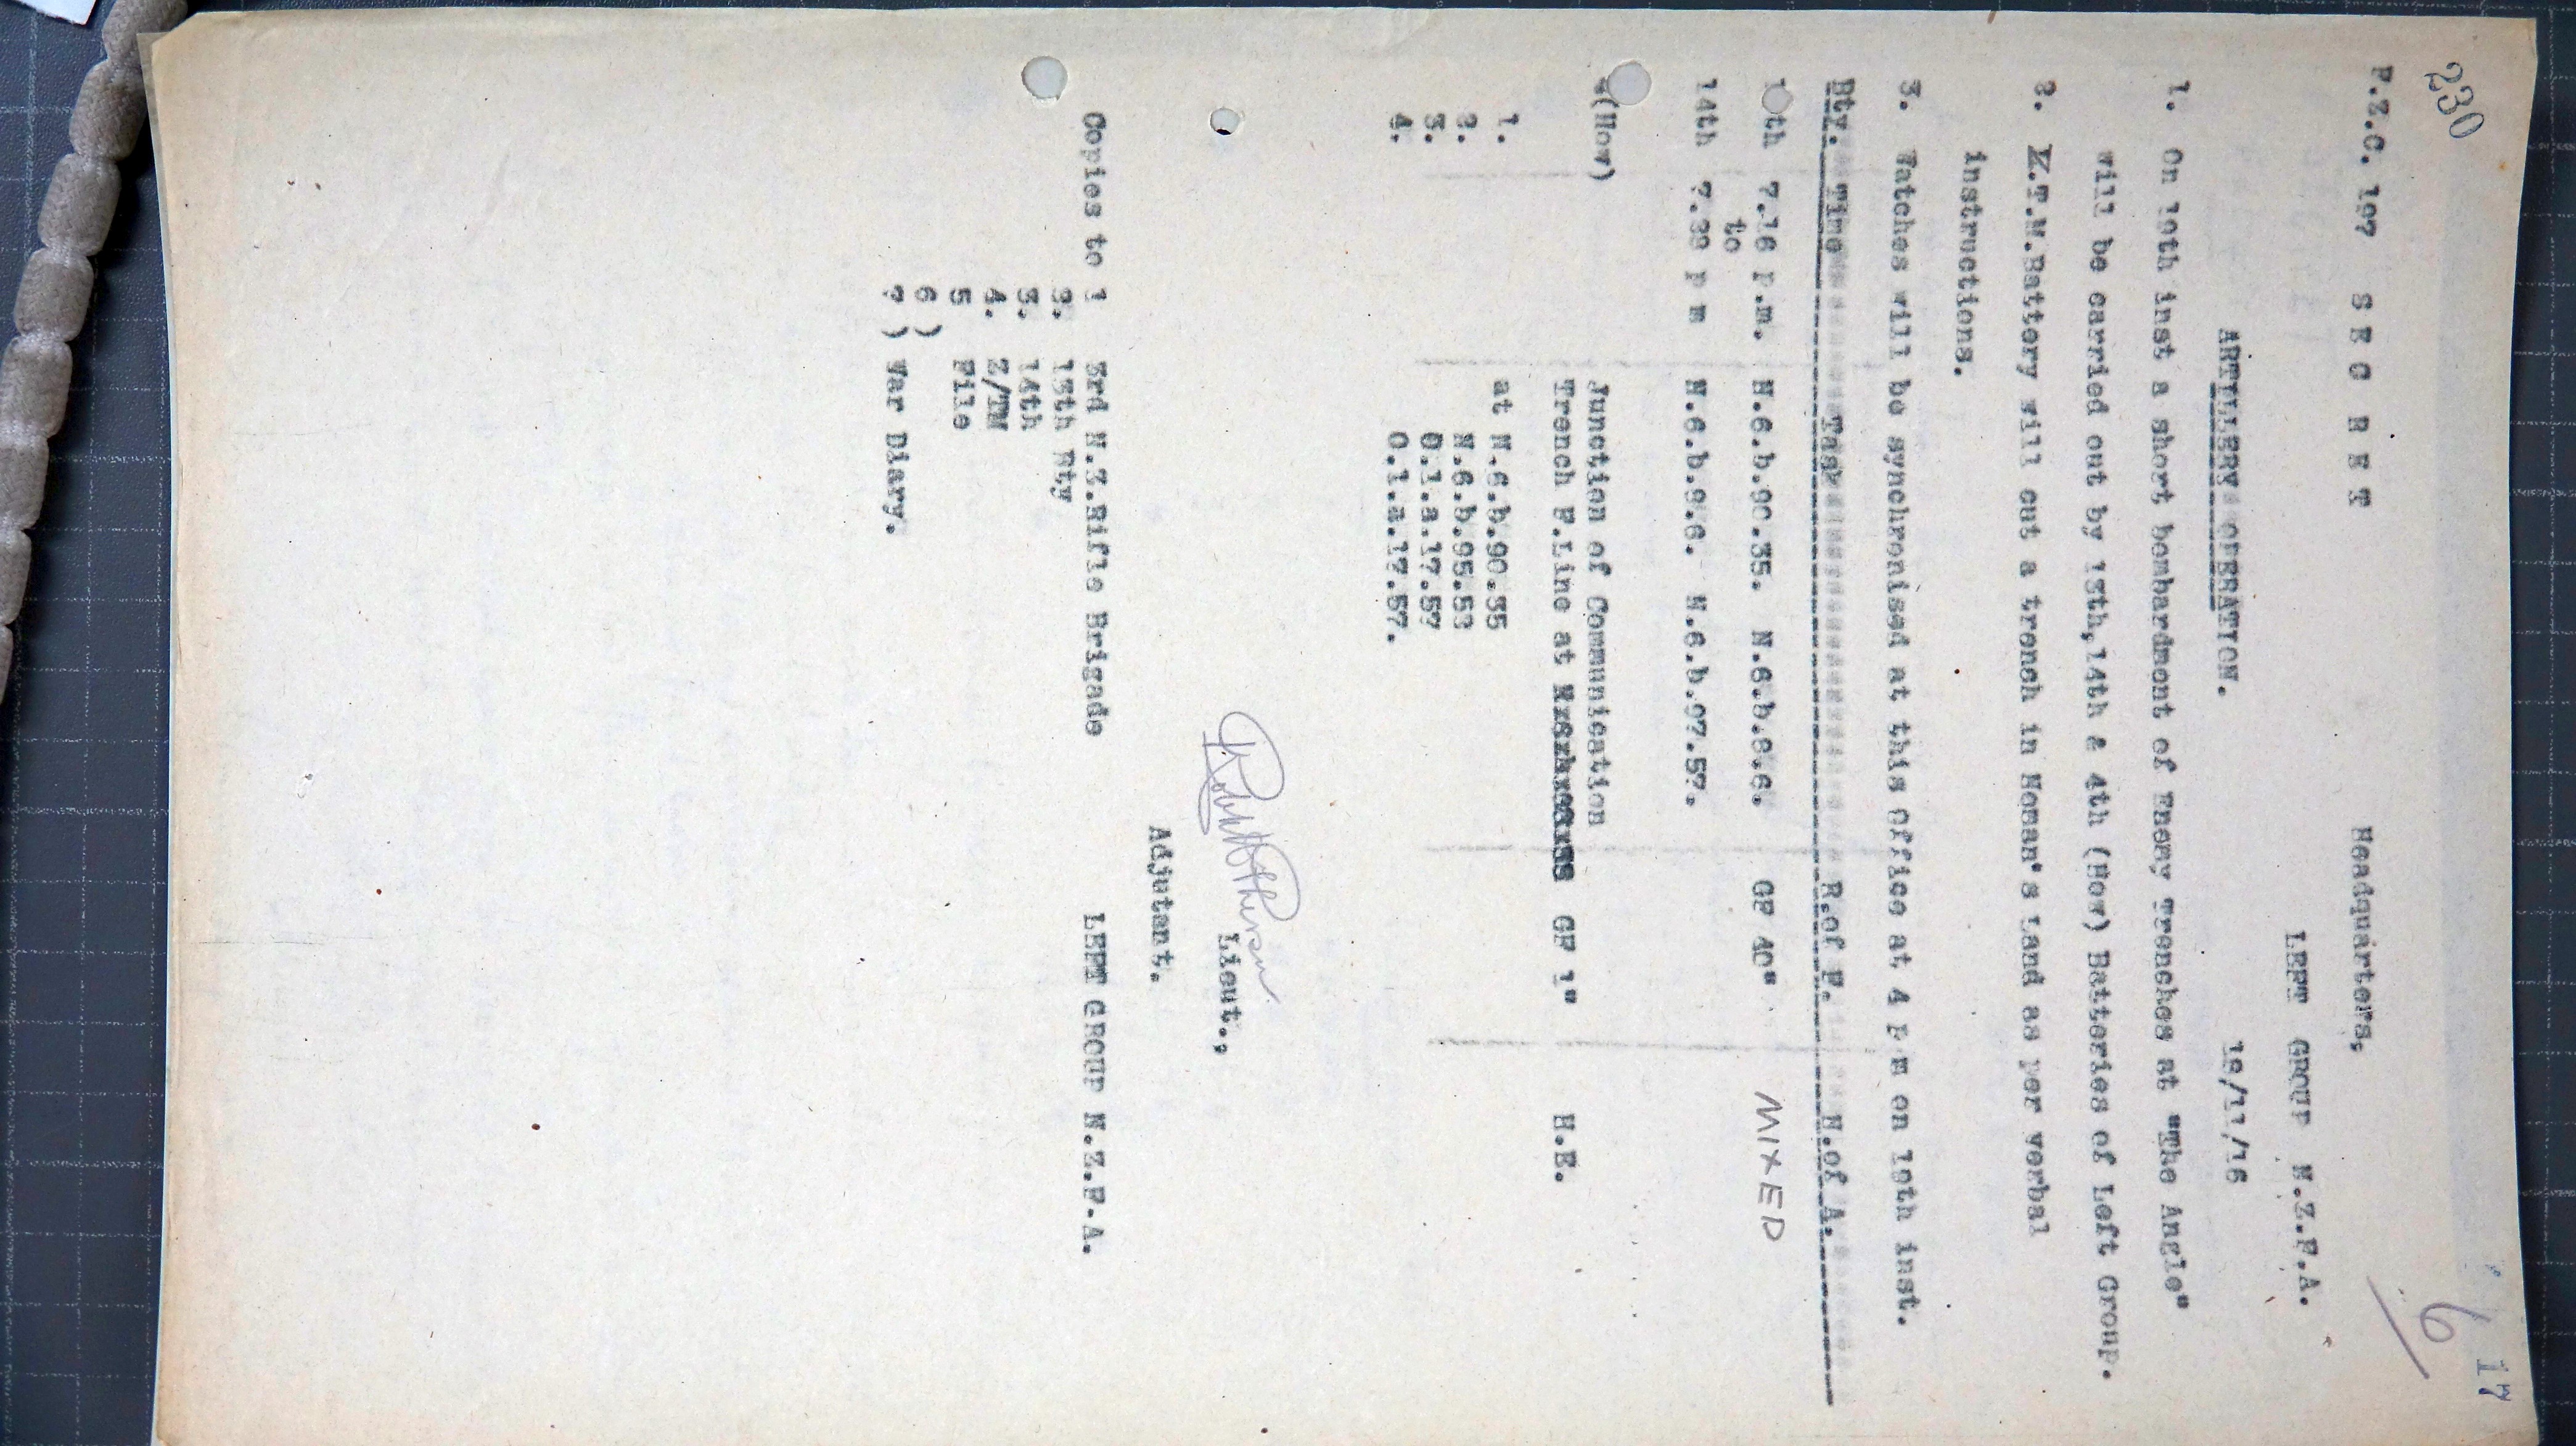 230
6 17
F.Z.C. 197 S E C R E T Headquarters,
LEFT GROUP N.Z.F.A.
ARTILLERY OPERATION. 18/11/16
1. On 19th inst a short bombardment of Enemy Trenches at "The Angle"
will be carried out by 13th,14th & 4th (How) Batteries of Left Group.
2. Z.T.M.Battery will cut a trench in Noman's Land as per verbal
instructions.
3. Watches will be synchronised at this Office at 4 p m on 19th inst.
Bty. Time Task R.of F. N.of A.
7.16 p.m. N.6.b.90.35. N.6.b.8.6. GF 40" MIXED
to
14th 7.22 p m N.6.b.9.6. N.6.b.97.57.
(How) Junction of Communication
Trench F.Line at GF 1" H.E.
1. at N.6.b.90.35
2. N.6.b.95.53
3. O.1.a.17.57
4. O.1.a.17.57.
Lieut.,
Adjutant.
Copies to 1 3rd N.Z.Rifle Brigade LEFT GROUP N.Z.F.A.
2. 13th Bty
3. 14th
4. Z/TM
5 File
6 )
7 ) War Diary.